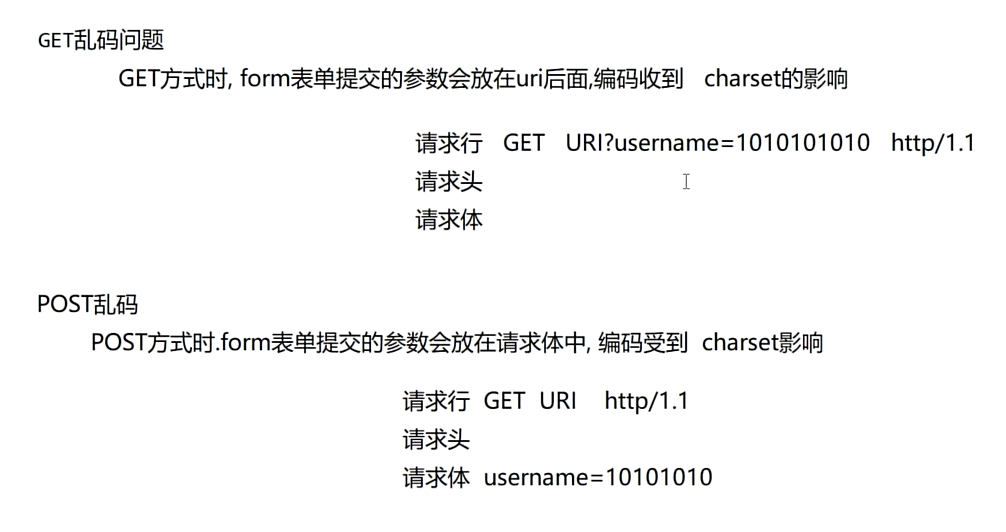 GET乱码问题
GET方式时, form表单提交的参数会放在uri后面,编码收到 charset的影响
请求行 GET URI?username=1010101010 http/1.1
请求头
请求体
POST乱码
POST方式时.form表单提交的参数会放在请求体中, 编码受到 charset影响
请求行 GET URI http/1.1
请求头
请求体 username=10101010